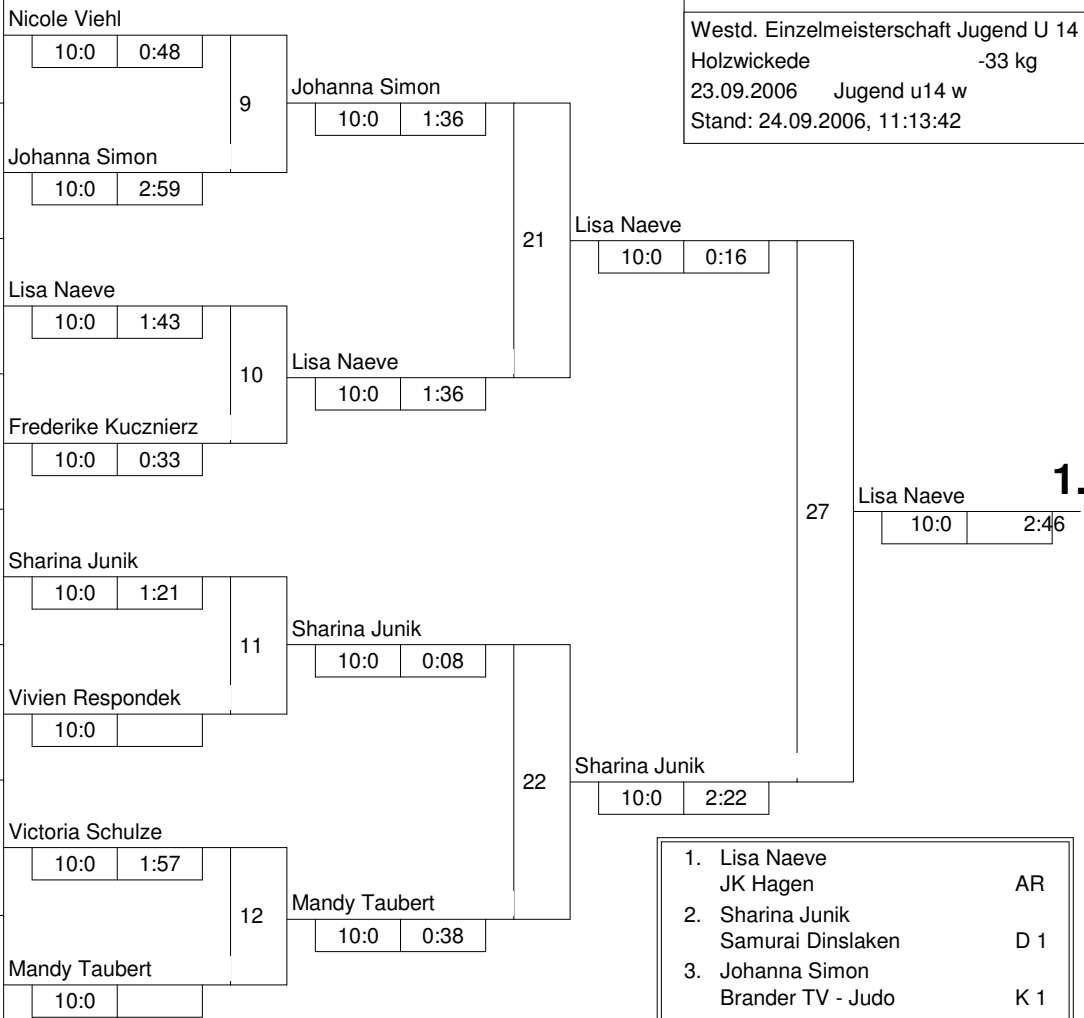 Westd. Einzelmeisterschaft Jugend U 14
Holzwickede -33 kg
23.09.2006 Jugend u14 w
Stand: 24.09.2006, 11:13:42
Nicole Viehl
10:0 0:48
9
Johanna Simon
10:0 1:36
Johanna Simon
10:0 2:59
21
Lisa Naeve
10:0 0:16
Lisa Naeve
10:0 1:43
10
Lisa Naeve
10:0 1:36
Frederike Kucznierz
10:0 0:33
27
Lisa Naeve 1.
10:0 2:46
Sharina Junik
10:0 1:21
11
Sharina Junik
10:0 0:08
Vivien Respondek
10:0
22
Sharina Junik
10:0 2:22
Victoria Schulze
10:0 1:57
12
Mandy Taubert
10:0 0:38
Mandy Taubert
10:0
1. Lisa Naeve
JK Hagen AR
2. Sharina Junik
Samurai Dinslaken D 1
3. Johanna Simon
Brander TV - Judo K 1